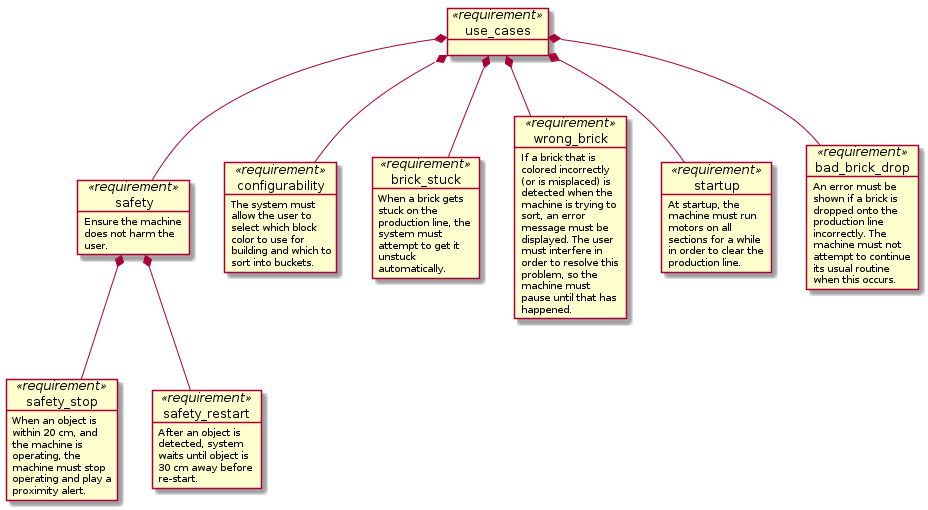 «requirement»
use_cases
«requirement»
safety
Ensure the machine
does not harm the
user.
«requirement»
configurability
The system must
allow the user to
select which block
color to use for
building and which to
sort into buckets.
«requirement»
brick_stuck
When a brick gets
stuck on the
production line, the
system must
attempt to get it
unstuck
automatically.
«requirement»
wrong_brick
If a brick that is
colored incorrectly
(or is misplaced) is
detected when the
machine is trying to
sort, an error
message must be
displayed. The user
must interfere in
order to resolve this
problem, so the
machine must
pause until that has
happened.
«requirement»
startup
At startup, the
machine must run
motors on all
sections for a while
in order to clear the
production line.
«requirement»
bad_brick_drop
An error must be
shown if a brick is
dropped onto the
production line
incorrectly. The
machine must not
attempt to continue
its usual routine
when this occurs.
«requirement»
safety_stop
When an object is
within 20 cm, and
the machine is
operating, the
machine must stop
operating and play a
proximity alert.
«requirement»
safety_restart
After an object is
detected, system
waits until object is
30 cm away before
re-start.